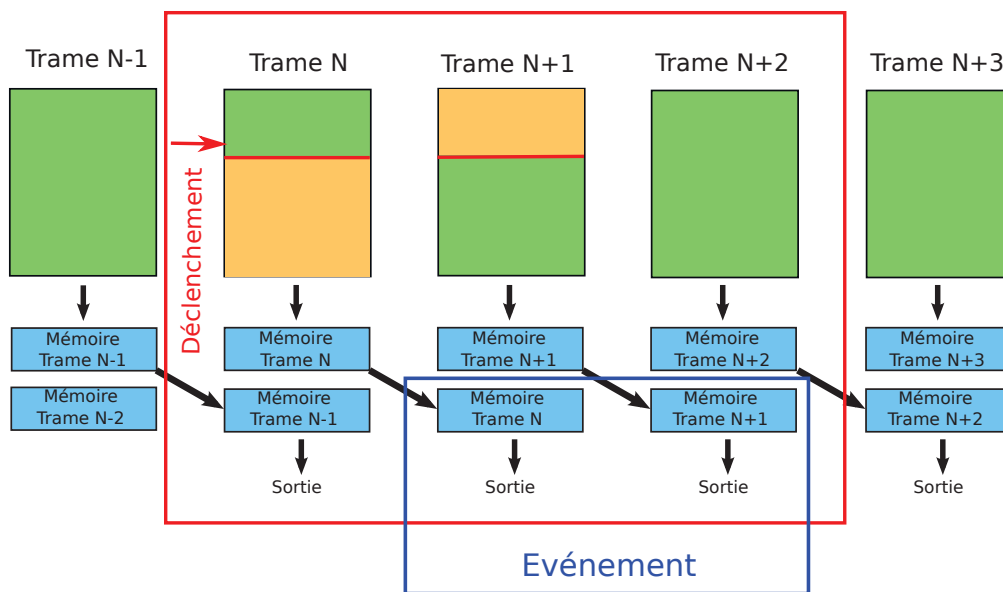 Trame N-1
Trame N
Trame N+1
Trame N+2
Trame N+3
Déclenchement
Mémoire
Trame N-1
Mémoire
Trame N
Mémoire
Trame N+1
Mémoire
Trame N+2
Mémoire
Trame N+3
Mémoire
Trame N-2
Mémoire
Trame N-1
Mémoire
Trame N
Mémoire
Trame N+1
Mémoire
Trame N+2
Sortie
Sortie
Sortie
Sortie
Evénement